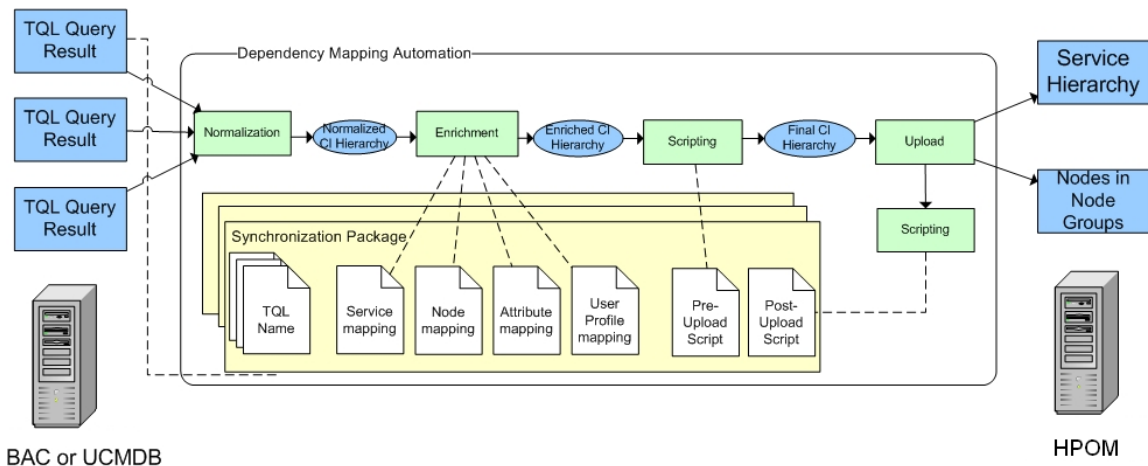 TQL Query
Result
TQL Query
Result
TQL Query
Result
Dependency Mapping Automation
Normalization
Normalized
CI Hierarchy
Enrichment
Enriched CI
Hierarchy
Scripting
Final CI
Hierarchy
Upload
Service
Hierarchy
Nodes in
Node
Groups
Scripting
Synchronization Package
TQL
Name
Service
mapping
Node
mapping
Attribute
mapping
User
Profile
mapping
Pre-
Upload
Script
Post-
Upload
Script
BAC or UCMDB
HPOM